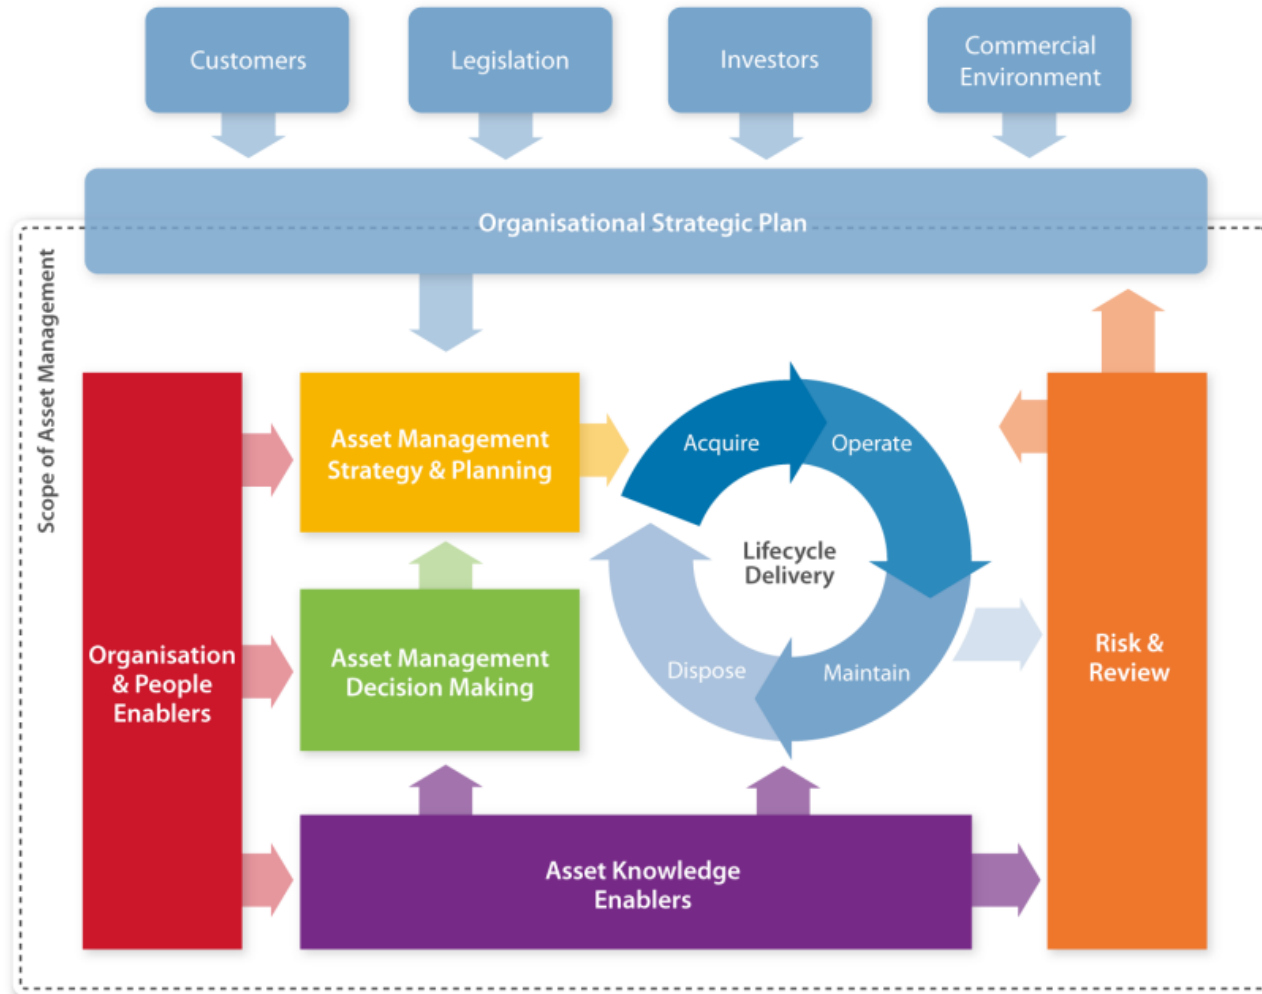 Customers
Legislation
Investors
Commercial
Environment
Organisational Strategic Plan
Scope of Asset Management
Asset Management
Strategy & Planning
Acquire
Operate
Lifecycle
Delivery
Organisation
& People
Enablers
Asset Management
Decision Making
Dispose
Maintain
Risk &
Review
Asset Knowledge
Enablers